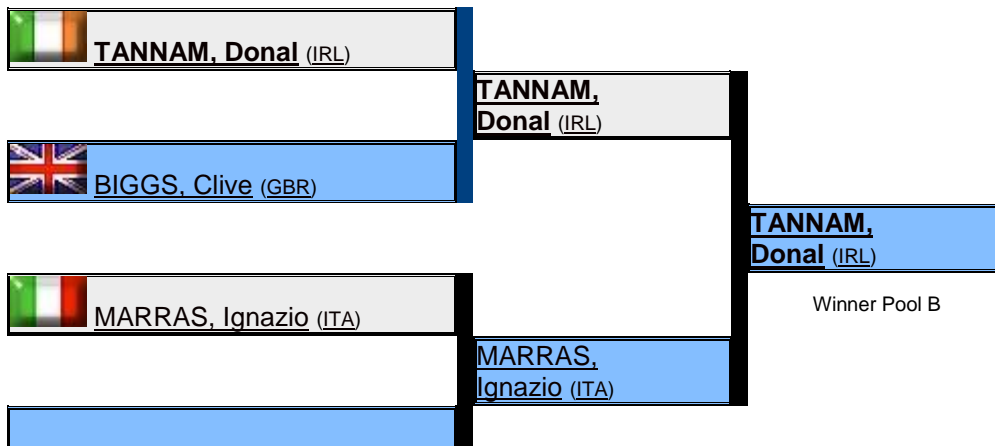 TANNAM, Donal (IRL)
TANNAM,
Donal (IRL)
BIGGS, Clive (GBR)
TANNAM,
Donal (IRL)
Winner Pool B
MARRAS, Ignazio (ITA)
MARRAS,
Ignazio (ITA)